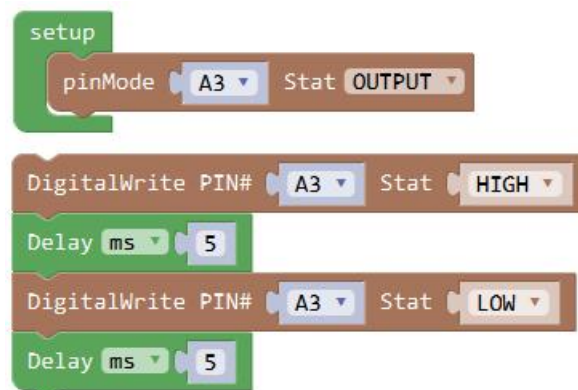 setup
pinMode A3 Stat OUTPUT
DigitalWrite PIN# A3 Stat HIGH
Delay ms 5
DigitalWrite PIN# A3 Stat LOW
Delay ms 5